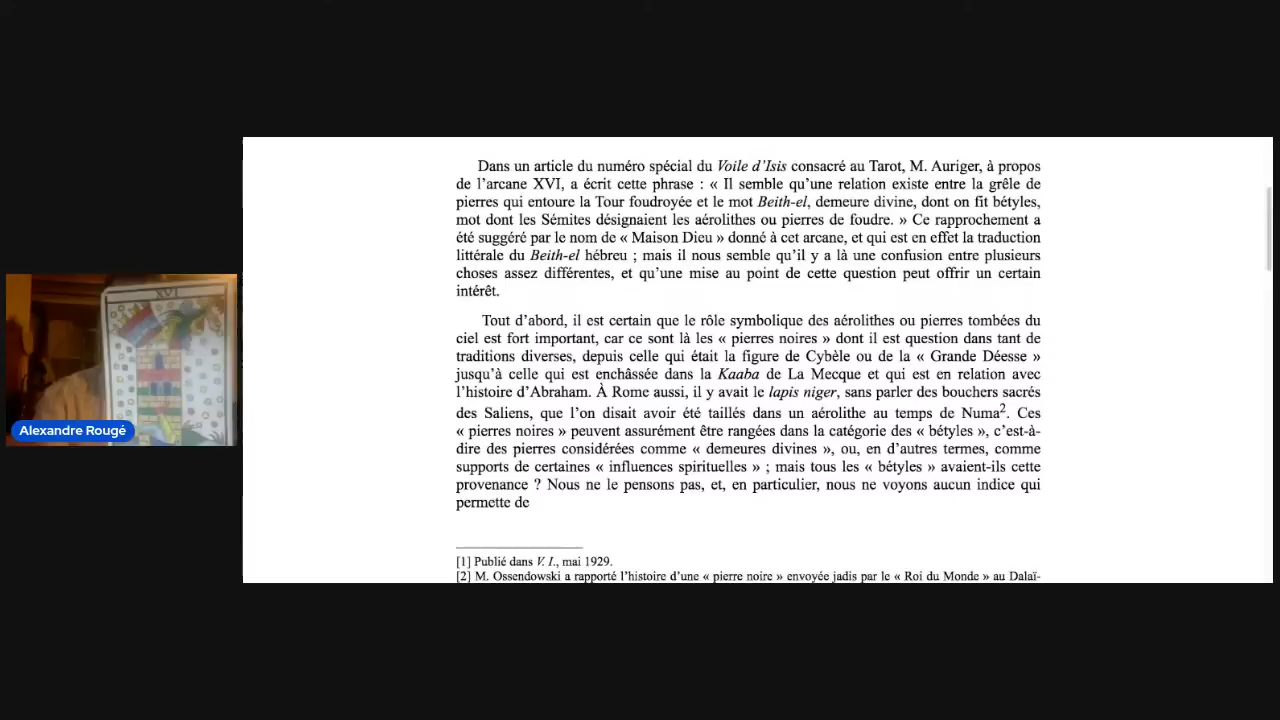 Dans un article du numéro spécial du Voile d’Isis consacré au Tarot, M. Auriger, à propos
de l’arcane XVI, a écrit cette phrase : « Il semble qu’une relation existe entre la grêle de
pierres qui entoure la Tour foudroyée et le mot Beith-el, demeure divine, dont on fit bétyles,
mot dont les Sémites désignaient les aérolithes ou pierres de foudre. » Ce rapprochement a
été suggéré par le nom de « Maison Dieu » donné à cet arcane, et qui est en effet la traduction
littérale du Beith-el hébreu ; mais il nous semble qu’il y a là une confusion entre plusieurs
choses assez différentes, et qu’une mise au point de cette question peut offrir un certain
intérêt.
Tout d’abord, il est certain que le rôle symbolique des aérolithes ou pierres tombées du
ciel est fort important, car ce sont là les « pierres noires » dont il est question dans tant de
traditions diverses, depuis celle qui était la figure de Cybèle ou de la « Grande Déesse »
jusqu’à celle qui est enchâssée dans la Kaaba de La Mecque et qui est en relation avec
l’histoire d’Abraham. À Rome aussi, il y avait le lapis niger, sans parler des bouchers sacrés
des Saliens, que l’on disait avoir été taillés dans un aérolithe au temps de Numa2. Ces
« pierres noires » peuvent assurément être rangées dans la catégorie des « bétyles », c’est-à-
dire des pierres considérées comme « demeures divines », ou, en d’autres termes, comme
supports de certaines « influences spirituelles » ; mais tous les « bétyles » avaient-ils cette
provenance ? Nous ne le pensons pas, et, en particulier, nous ne voyons aucun indice qui
permette de
[1] Publié dans V. I., mai 1929.
[2] M. Ossendowski a rapporté l’histoire d’une « pierre noire » envoyée jadis par le « Roi du Monde » au Dalaï-
XVI
Alexandre Rougé